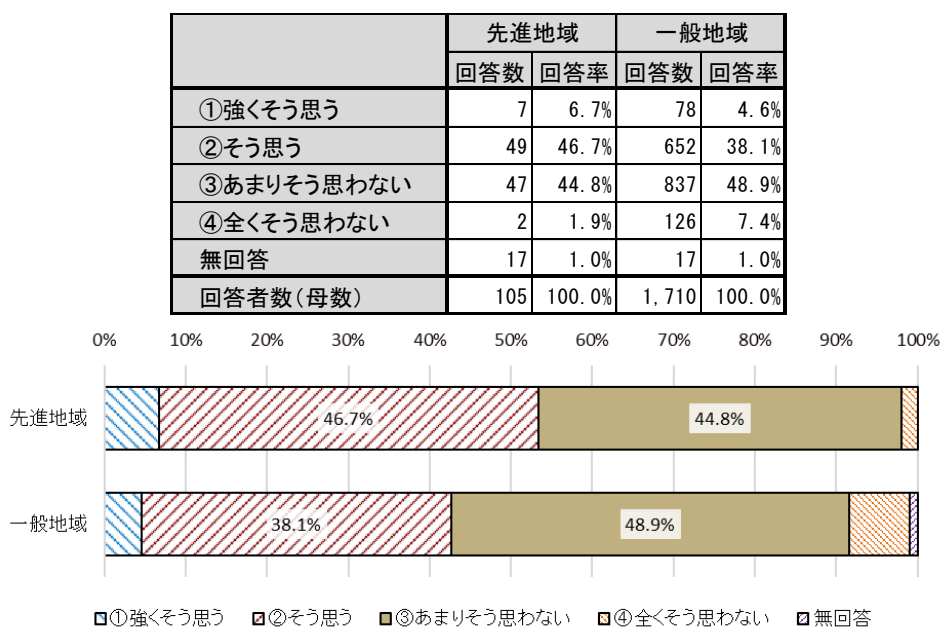 先進地域 一般地域
回答数 回答率 回答数 回答率
①強くそう思う 7 6.7% 78 4.6%
②そう思う 49 46.7% 652 38.1%
③あまりそう思わない 47 44.8% 837 48.9%
④全くそう思わない 2 1.9% 126 7.4%
無回答 17 1.0% 17 1.0%
回答者数(母数) 105 100.0% 1,710 100.0%
0% 10% 20% 30% 40% 50% 60% 70% 80% 90% 100%
先進地域 46.7% 44.8%
一般地域 38.1% 48.9%
①強くそう思う ②そう思う ③あまりそう思わない ④全くそう思わない 無回答